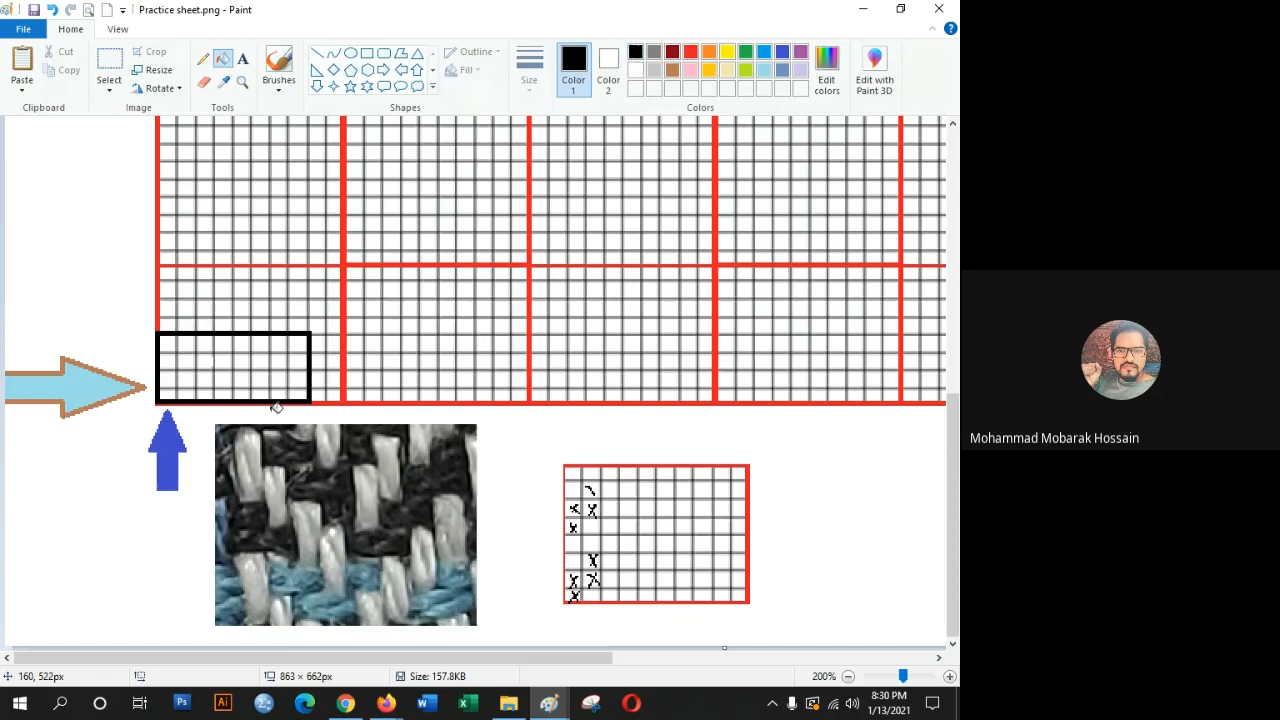 Practice sheet.png - Paint
File Home View
Paste
Cut
Copy
Clipboard
Select
Crop
Resize
Rotate
Image
A
Tools
Brushes
Outline
Fill
Shapes
Size
Color 1
Color 2
Edit colors
Colors
Edit with Paint 3D
Mohammad Mobarak Hossain
160, 522px
863 × 662px
Size: 157.8KB
200%
8:30 PM
1/13/2021